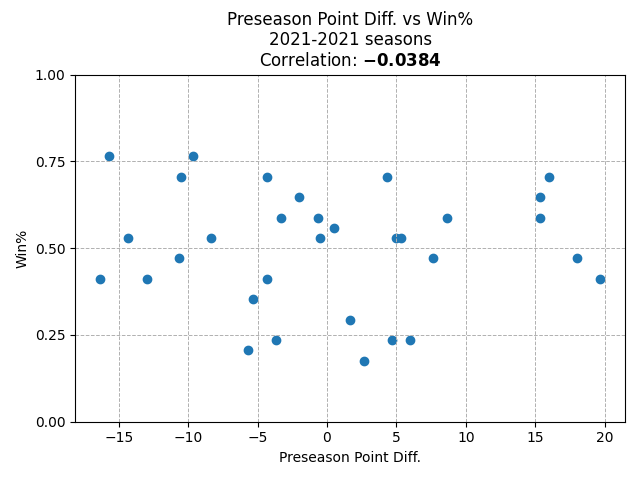 Preseason Point Diff. vs Win%
2021-2021 seasons
Correlation: −0.0384
1.00
0.75
0.50
0.25
0.00
Win%
−15 −10 −5 0 5 10 15 20
Preseason Point Diff.